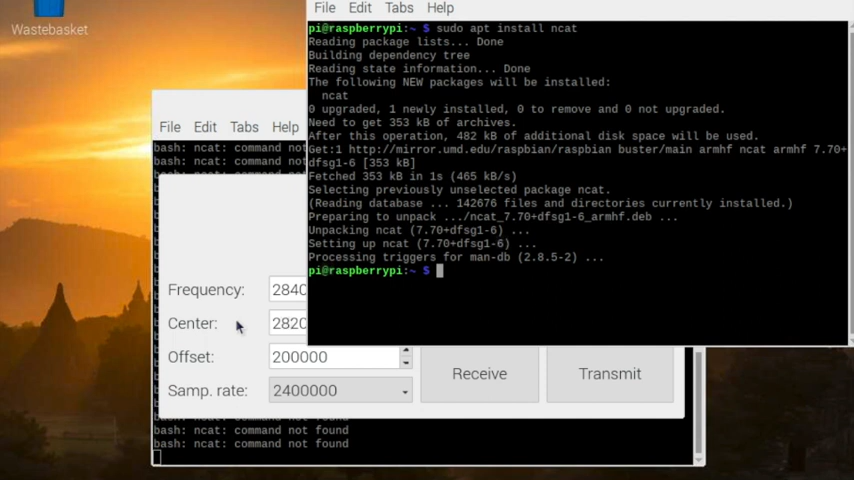 Wastebasket
File Edit Tabs Help
pi@raspberrypi:~ $ sudo apt install ncat
Reading package lists... Done
Building dependency tree
Reading state information... Done
The following NEW packages will be installed:
ncat
0 upgraded, 1 newly installed, 0 to remove and 0 not upgraded.
Need to get 353 kB of archives.
After this operation, 482 kB of additional disk space will be used.
Get:1 http://mirror.umd.edu/raspbian/raspbian buster/main armhf ncat armhf 7.70+
dfsg1-6 [353 kB]
Fetched 353 kB in 1s (465 kB/s)
Selecting previously unselected package ncat.
(Reading database ... 142676 files and directories currently installed.)
Preparing to unpack .../ncat_7.70+dfsg1-6_armhf.deb ...
Unpacking ncat (7.70+dfsg1-6) ...
Setting up ncat (7.70+dfsg1-6) ...
Processing triggers for man-db (2.8.5-2) ...
pi@raspberrypi:~ $
File Edit Tabs Help
bash: ncat: command not
bash: ncat: command not
Frequency: 2840
Center: 2820
Offset: 200000
Samp. rate: 2400000
Receive
Transmit
bash: ncat: command not found
bash: ncat: command not found